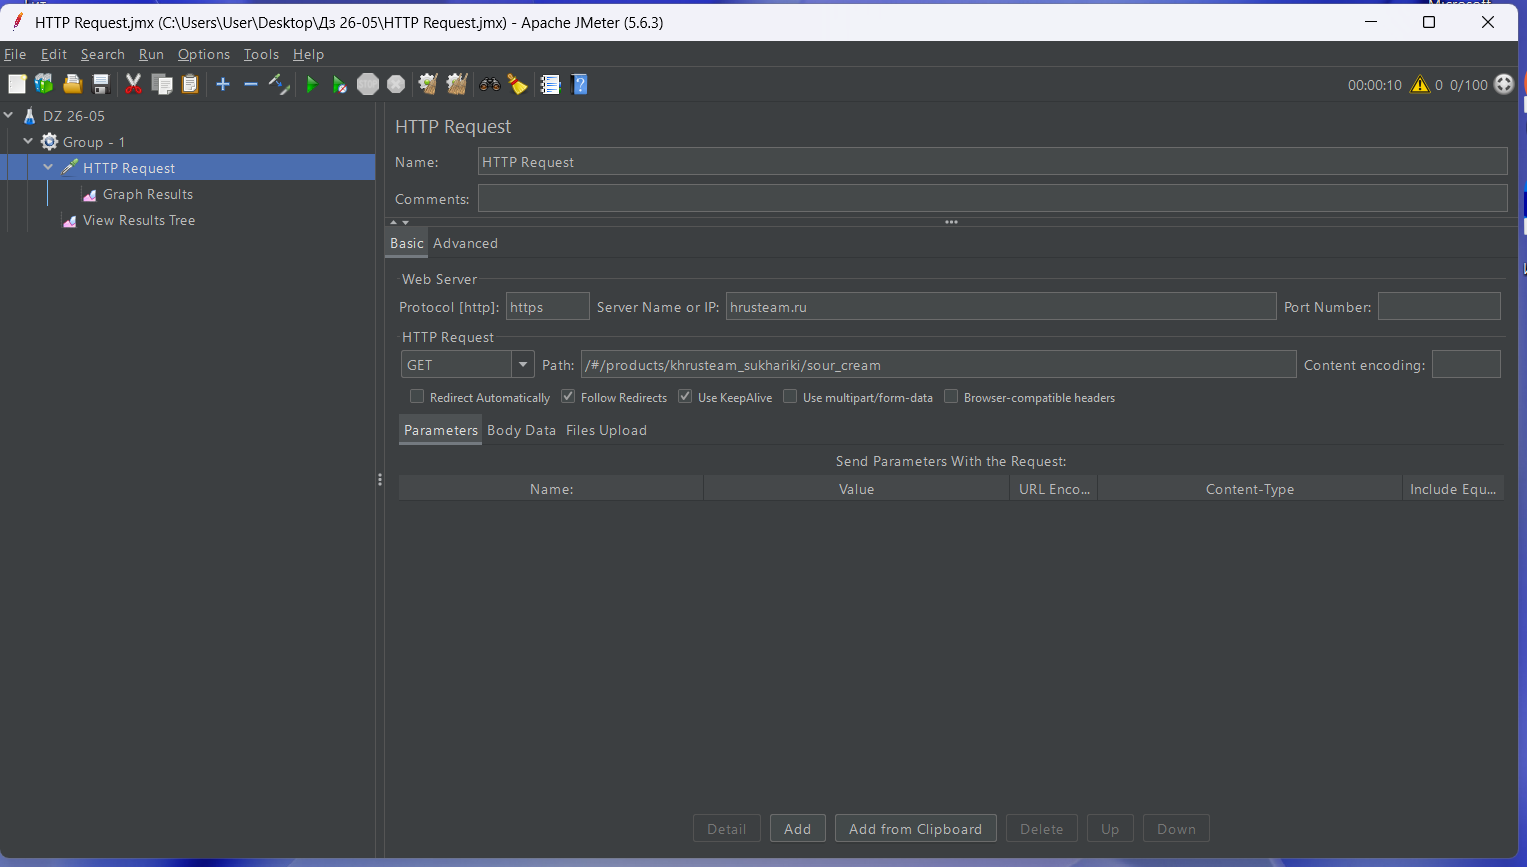 HTTP Request.jmx (C:\Users\User\Desktop\Дз 26-05\HTTP Request.jmx) - Apache JMeter (5.6.3)
File Edit Search Run Options Tools Help
00:00:10 0 0/100
DZ 26-05
Group - 1
HTTP Request
Graph Results
View Results Tree
HTTP Request
Name: HTTP Request
Comments:
Basic Advanced
Web Server
Protocol [http]: https Server Name or IP: hrusteam.ru Port Number:
HTTP Request
GET Path: /#/products/khrusteam_sukhariki/sour_cream Content encoding:
Redirect Automatically Follow Redirects Use KeepAlive Use multipart/form-data Browser-compatible headers
Parameters Body Data Files Upload
Send Parameters With the Request:
Name: Value URL Enco... Content-Type Include Equ...
Detail Add Add from Clipboard Delete Up Down